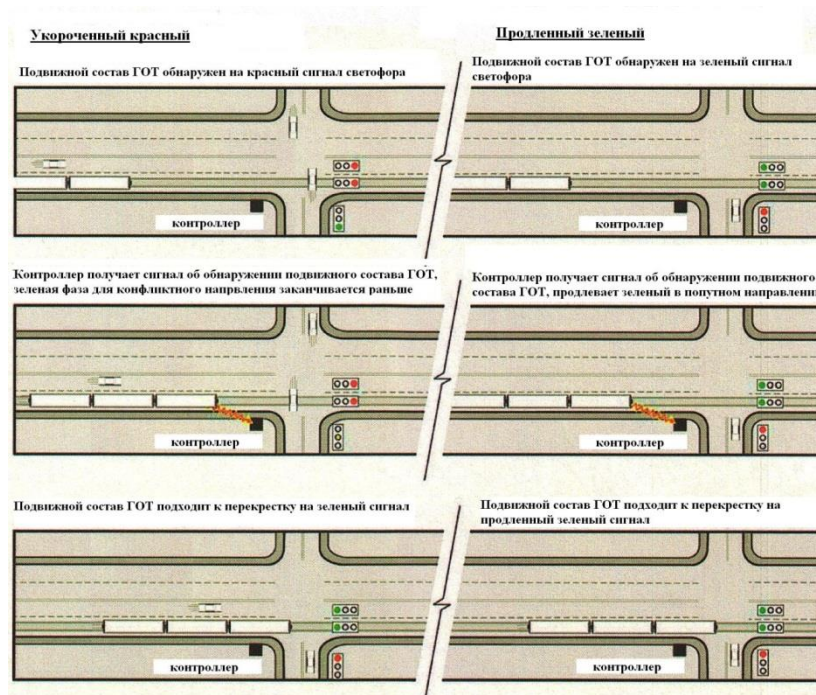 Укороченный красный
Продленный зеленый
Подвижной состав ГОТ обнаружен на красный сигнал светофора
Подвижной состав ГОТ обнаружен на зеленый сигнал
светофора
контроллер
контроллер
Контроллер получает сигнал об обнаружении подвижного состава ГОТ,
зеленая фаза для конфликтного напрвления заканчивается раньше
Контроллер получает сигнал об обнаружении подвижного
состава ГОТ, продлевает зеленый в попутном направлени
контроллер
контроллер
Подвижной состав ГОТ подходит к перекрестку на зеленый сигнал
Подвижной состав ГОТ подходит к перекрестку на
продленный зеленый сигнал
контроллер
контроллер